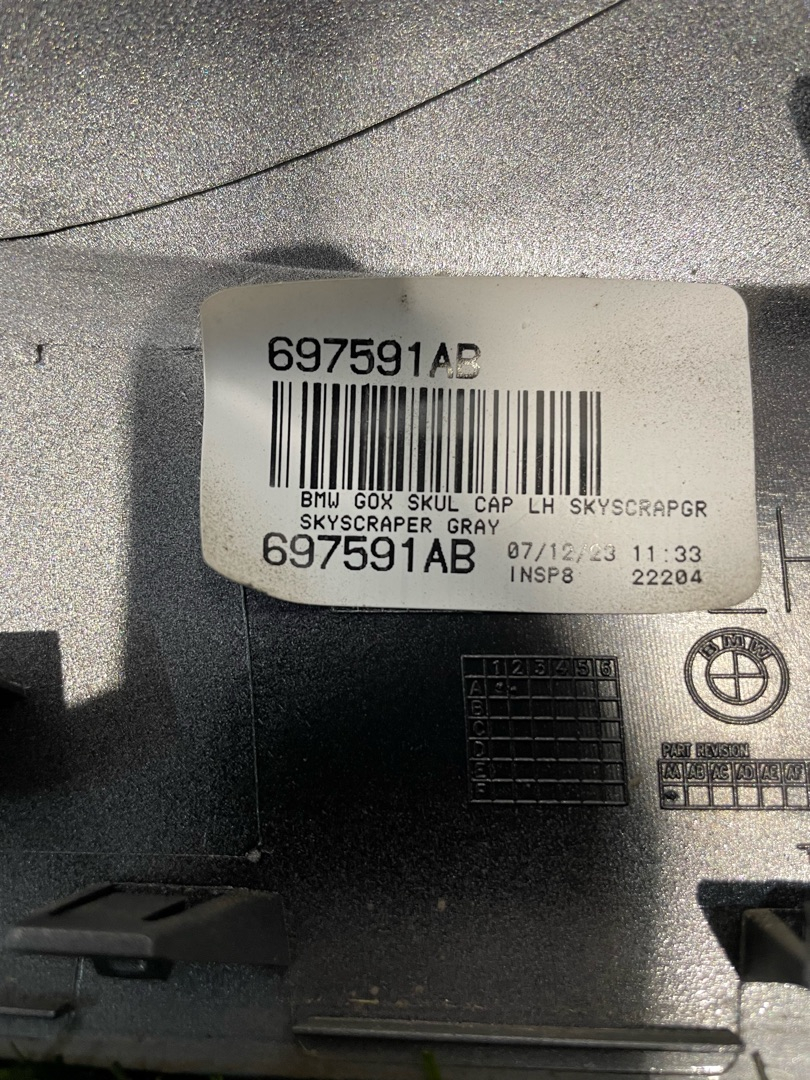 697591AB
BMW GOX SKUL CAP LH SKYSCRAPGR
SKYSCRAPER GRAY
697591AB 07/12/23 11:33
INSP8 22204
BMW
1 2 3 4 5 6
A
B
C
D
E
F
PART REVISION
AA AB AC AD AE AF